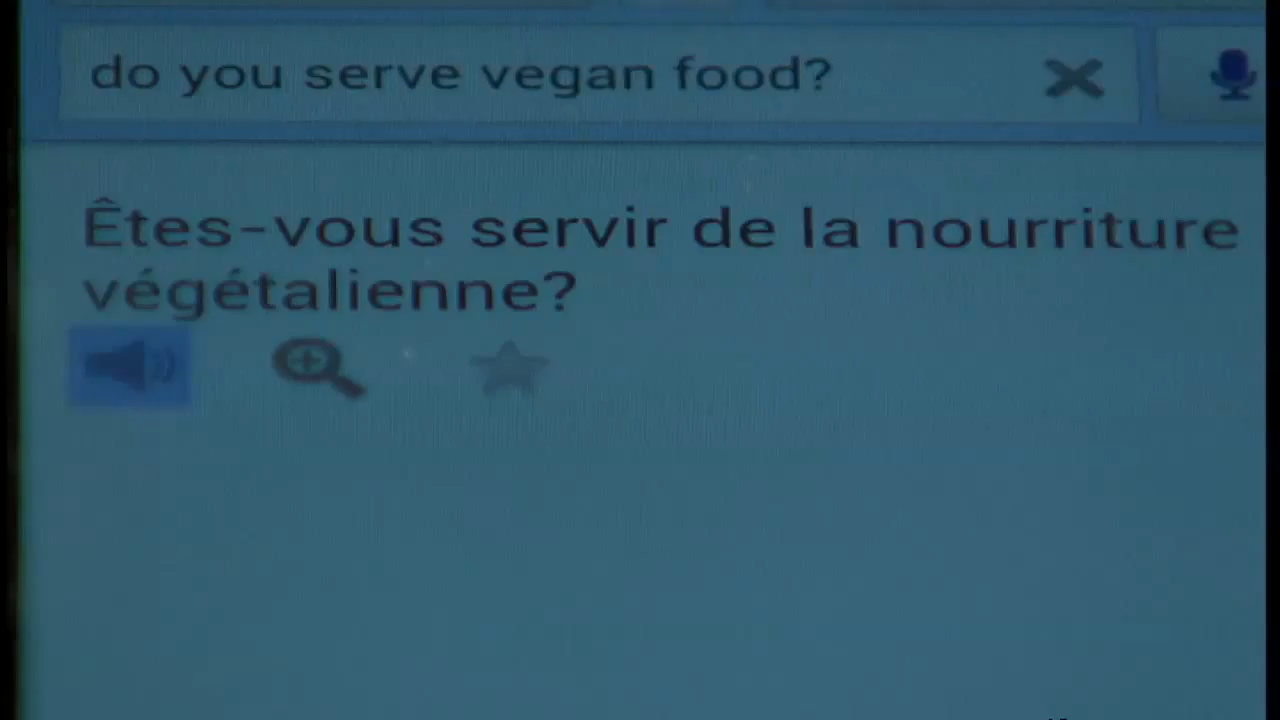 do you serve vegan food?
Êtes-vous servir de la nourriture
végétalienne?